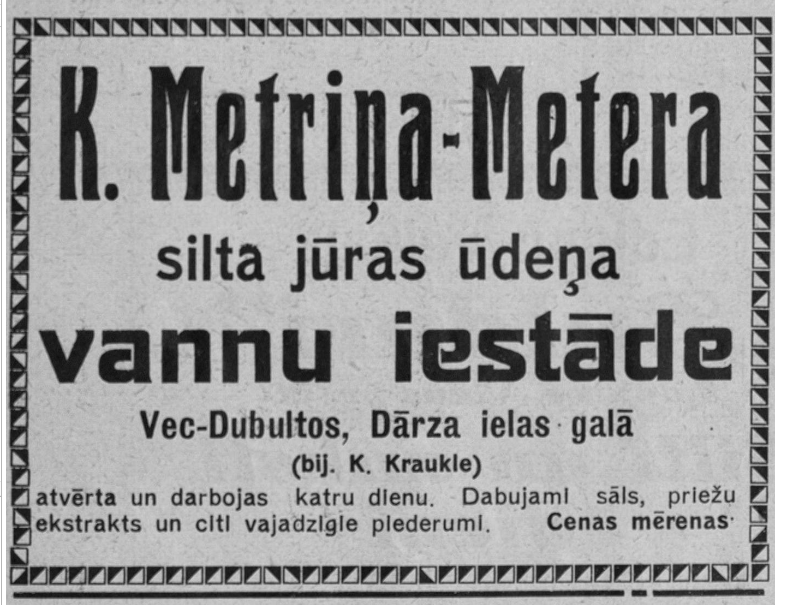 K. Metriņa-Metera
silta jūras ūdeņa
vannu iestāde
Vec-Dubultos, Dārza ielas galā
(bij. K. Kraukle)
atvērta un darbojas katru dienu. Dabujami sāls, priežu
ekstrakts un citi vajadzīgie piederumi. Cenas mērenas